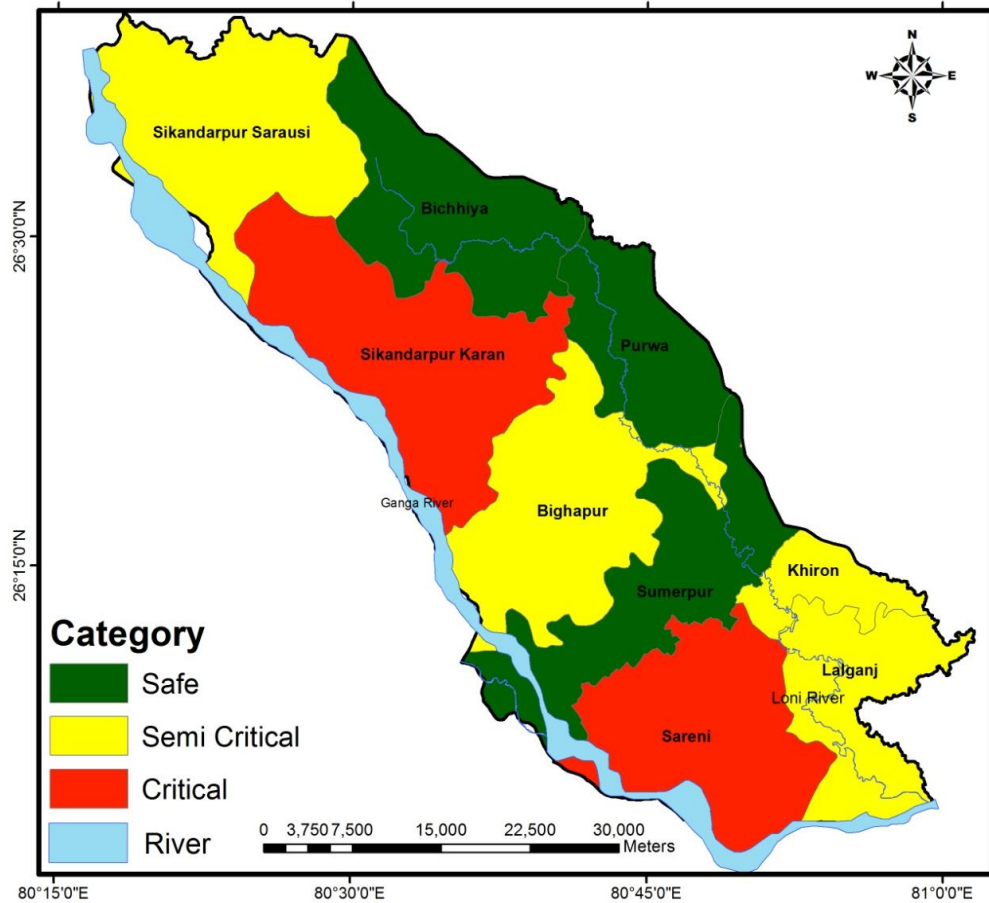 N
W E
S
Sikandarpur Sarausi
Bichhiya
26°30'0"N
Purwa
Sikandarpur Karan
Ganga River
Bighapur
26°15'0"N
Khiron
Sumerpur
Lalganj
Loni River
Sareni
Category
Safe
Semi Critical
Critical
River
0 3,750 7,500 15,000 22,500 30,000
Meters
80°15'0"E 80°30'0"E 80°45'0"E 81°0'0"E